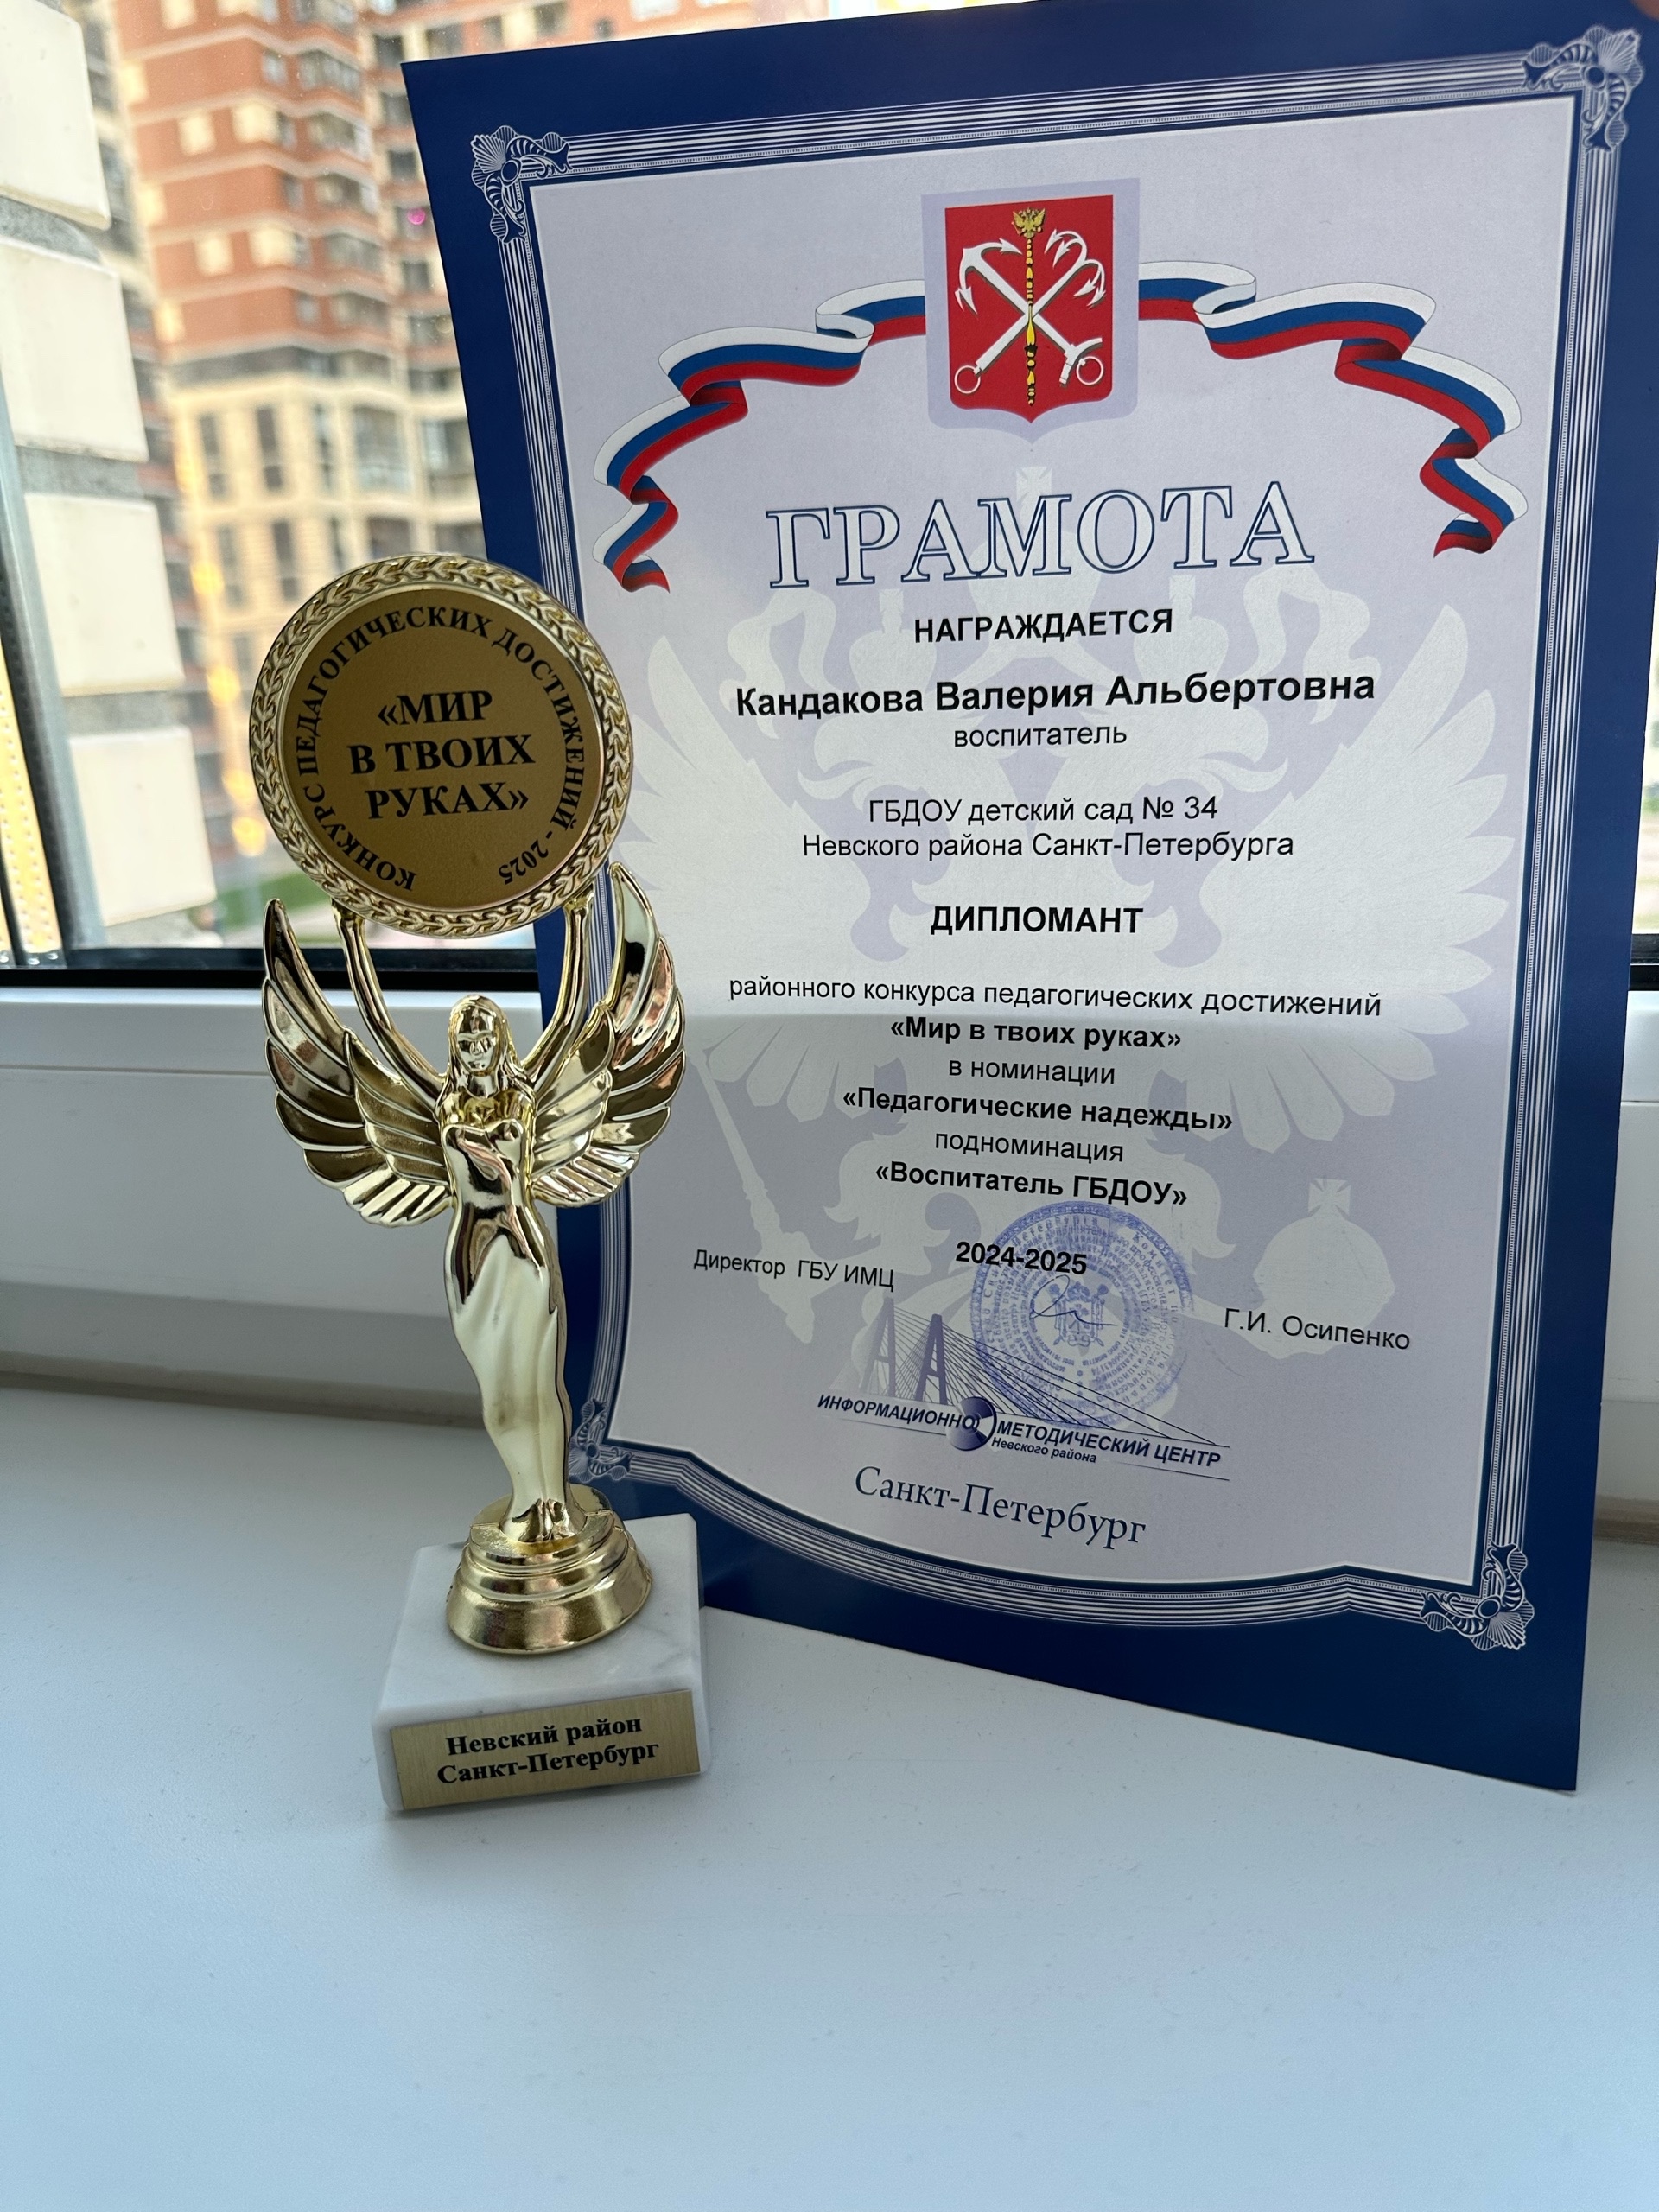 КОНКУРС ПЕДАГОГИЧЕСКИХ ДОСТИЖЕНИЙ - 2025
«МИР
В ТВОИХ
РУКАХ»
Невский район
Санкт-Петербург
ГРАМОТА
НАГРАЖДАЕТСЯ
Кандакова Валерия Альбертовна
воспитатель
ГБДОУ детский сад № 34
Невского района Санкт-Петербурга
ДИПЛОМАНТ
районного конкурса педагогических достижений
«Мир в твоих руках»
в номинации
«Педагогические надежды»
подноминация
«Воспитатель ГБДОУ»
2024-2025
Директор ГБУ ИМЦ
Г.И. Осипенко
ИНФОРМАЦИОННО МЕТОДИЧЕСКИЙ ЦЕНТР
Невского района
Санкт-Петербург